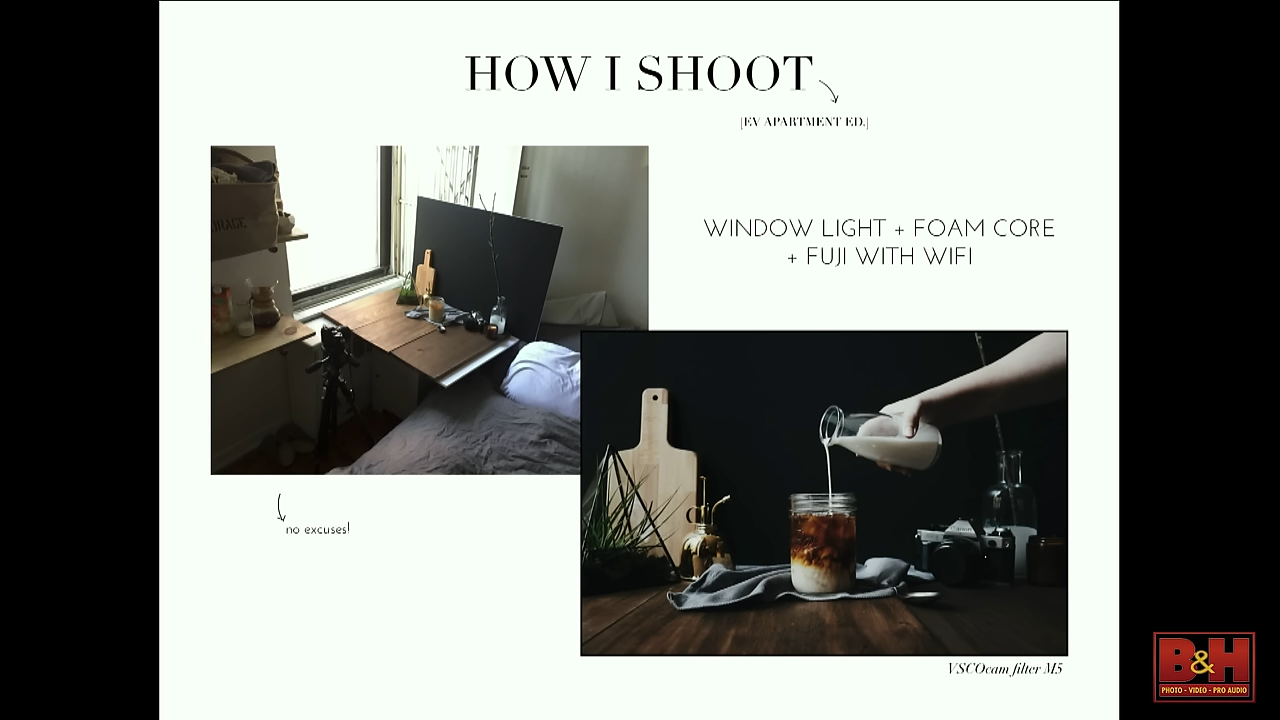 HOW I SHOOT
[EV APARTMENT ED.]
WINDOW LIGHT + FOAM CORE
+ FUJI WITH WIFI
no excuses!
VSCOcam filter M5
B&H
PHOTO - VIDEO - PRO AUDIO